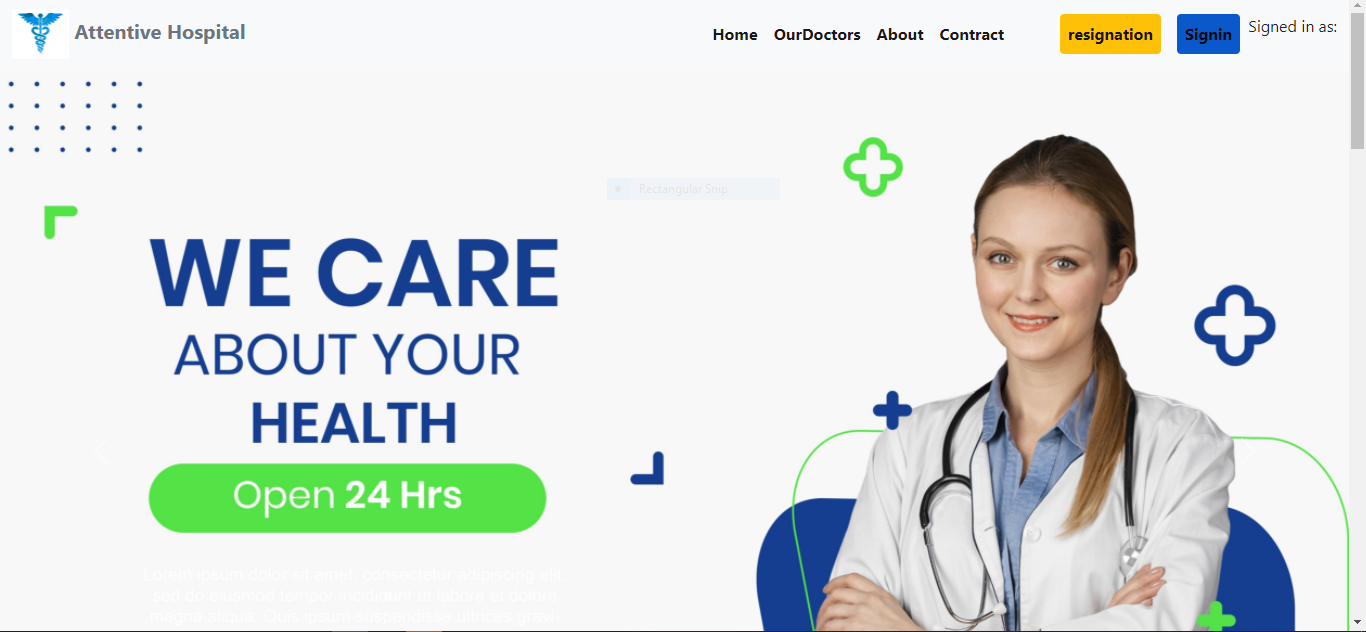 Attentive Hospital
Home OurDoctors About Contract resignation Signin Signed in as:
Rectangular Snip
WE CARE
ABOUT YOUR
HEALTH
Open 24 Hrs
Lorem ipsum dolor sit amet, consectetur adipiscing elit,
sed do eiusmod tempor incididunt ut labore et dolore
magna aliqua. Quis ipsum suspendisse ultrices gravi-